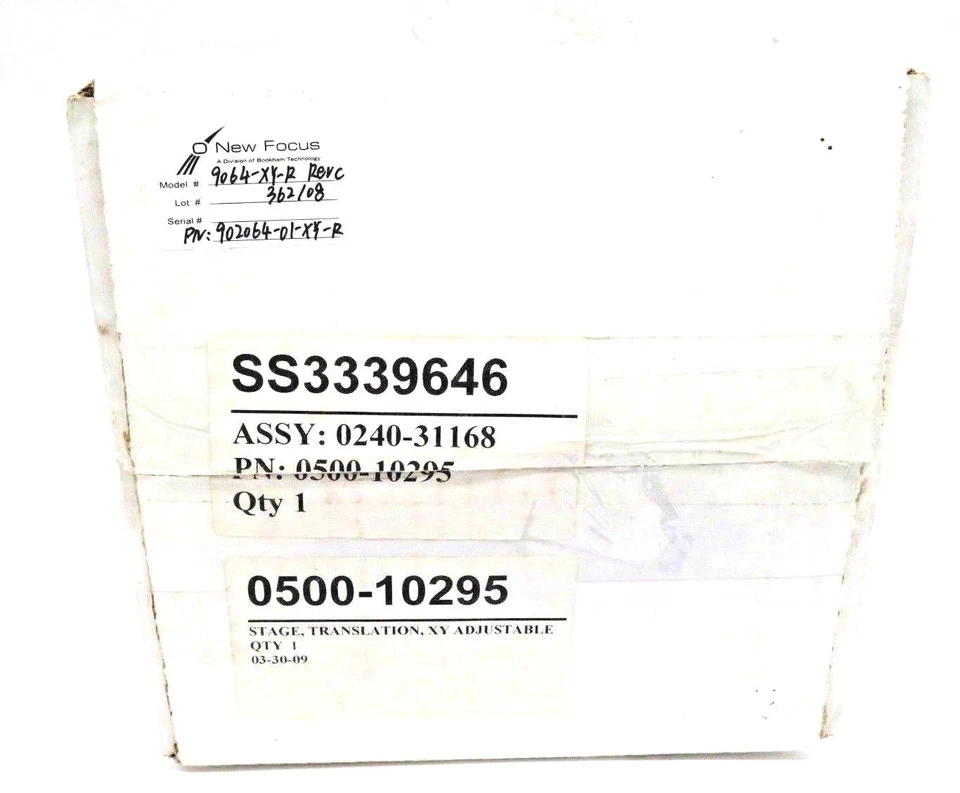 New Focus
A Division of Bookham Technology
Model # 9064-XY-R Rev C
Lot # 362/08
Serial #
PN: 902064-01-XY-R
SS3339646
ASSY: 0240-31168
PN: 0500-10295
Qty 1
0500-10295
STAGE, TRANSLATION, XY ADJUSTABLE
QTY 1
03-30-09